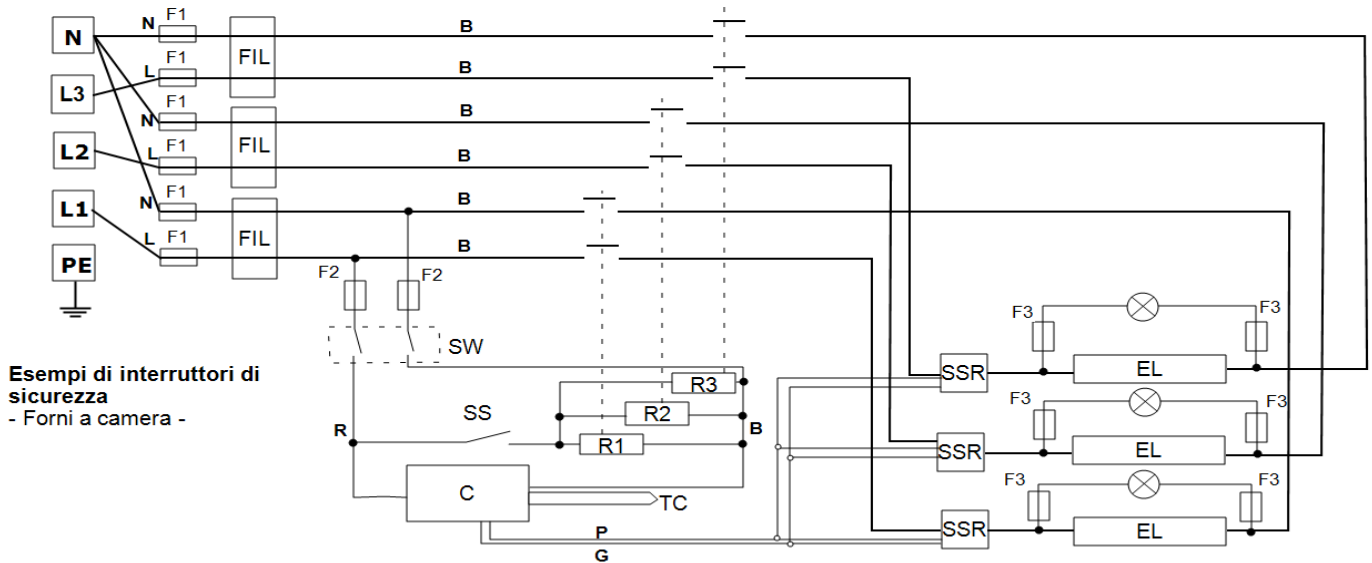 N F1
N B
L F1
L3 B
FIL
F1
N B
L2 F1
L B
FIL
F1
N B
L1 F1
L B
FIL
PE
F2 F2
SW
Esempi di interruttori di
sicurezza
- Forni a camera -
R3
R2
SS
R B
R1
C
TC
P
G
F3 F3
SSR EL
F3 F3
SSR EL
F3 F3
SSR EL